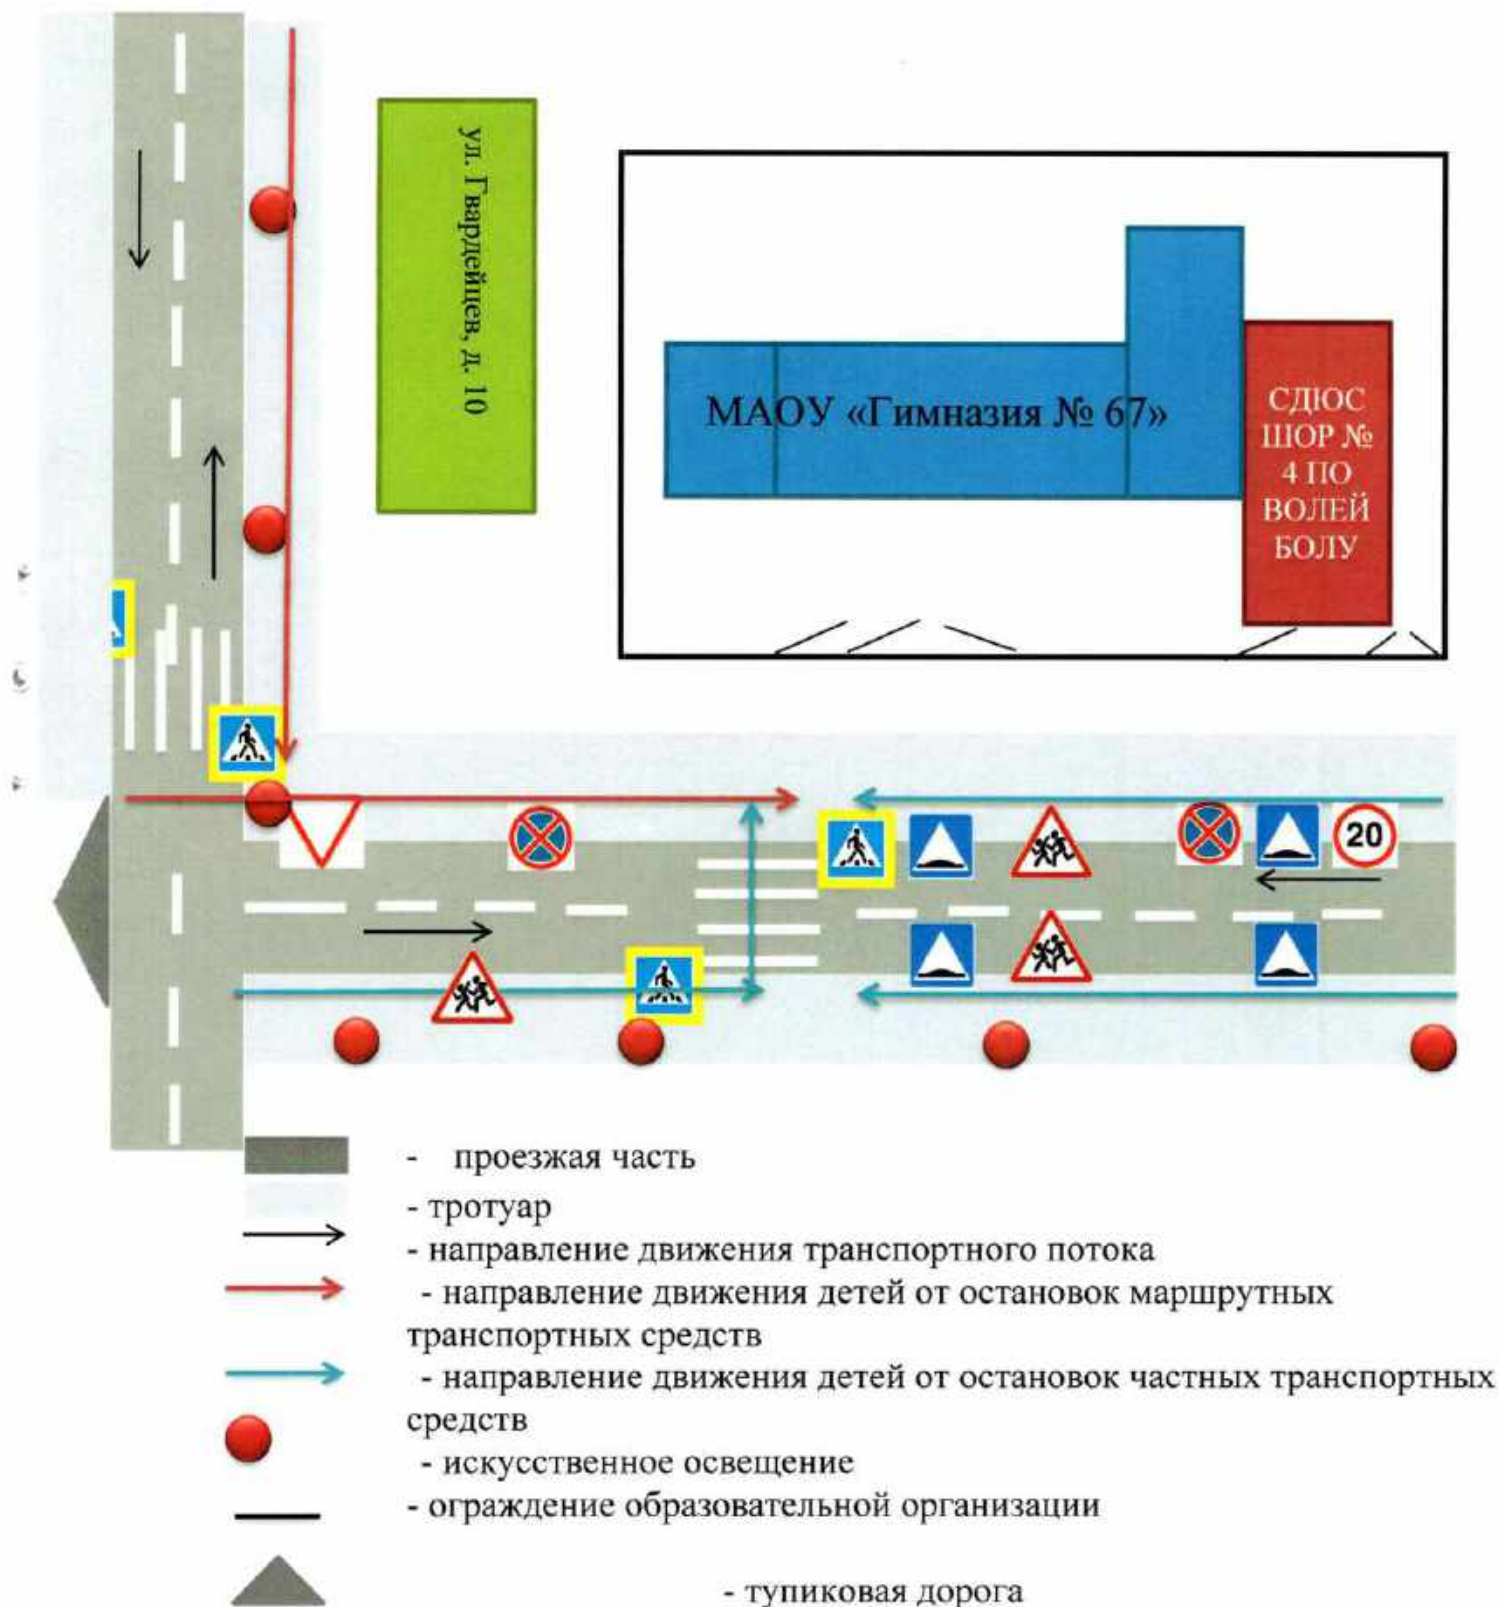 ул. Гвардейцев, д. 10
МАОУ «Гимназия № 67»
СДЮС
ШОР №
4 ПО
ВОЛЕЙ
БОЛУ
20
- проезжая часть
- тротуар
- направление движения транспортного потока
- направление движения детей от остановок маршрутных
транспортных средств
- направление движения детей от остановок частных транспортных
средств
- искусственное освещение
- ограждение образовательной организации
- тупиковая дорога